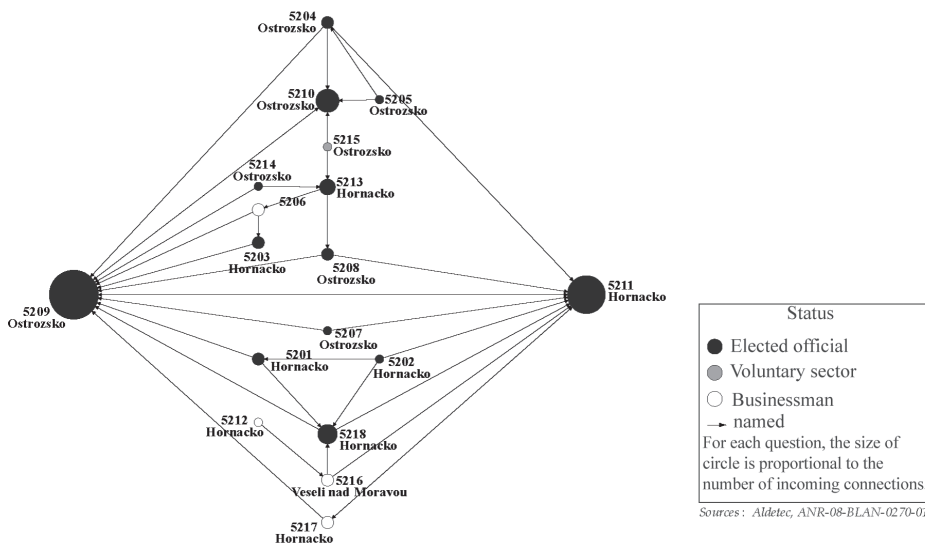 5204
Ostrozsko
5210
Ostrozsko
5205
Ostrozsko
5215
Ostrozsko
5214
Ostrozsko
5213
Hornacko
5206
5203
Hornacko
5208
Ostrozsko
5209
Ostrozsko
5211
Hornacko
5207
Ostrozsko
5201
Hornacko
5202
Hornacko
5212
Hornacko
5218
Hornacko
5216
Veseli nad Moravou
5217
Hornacko
Status
Elected official
Voluntary sector
Businessman
named
For each question, the size of
circle is proportional to the
number of incoming connections.
Sources : Aldetec, ANR-08-BLAN-0270-01